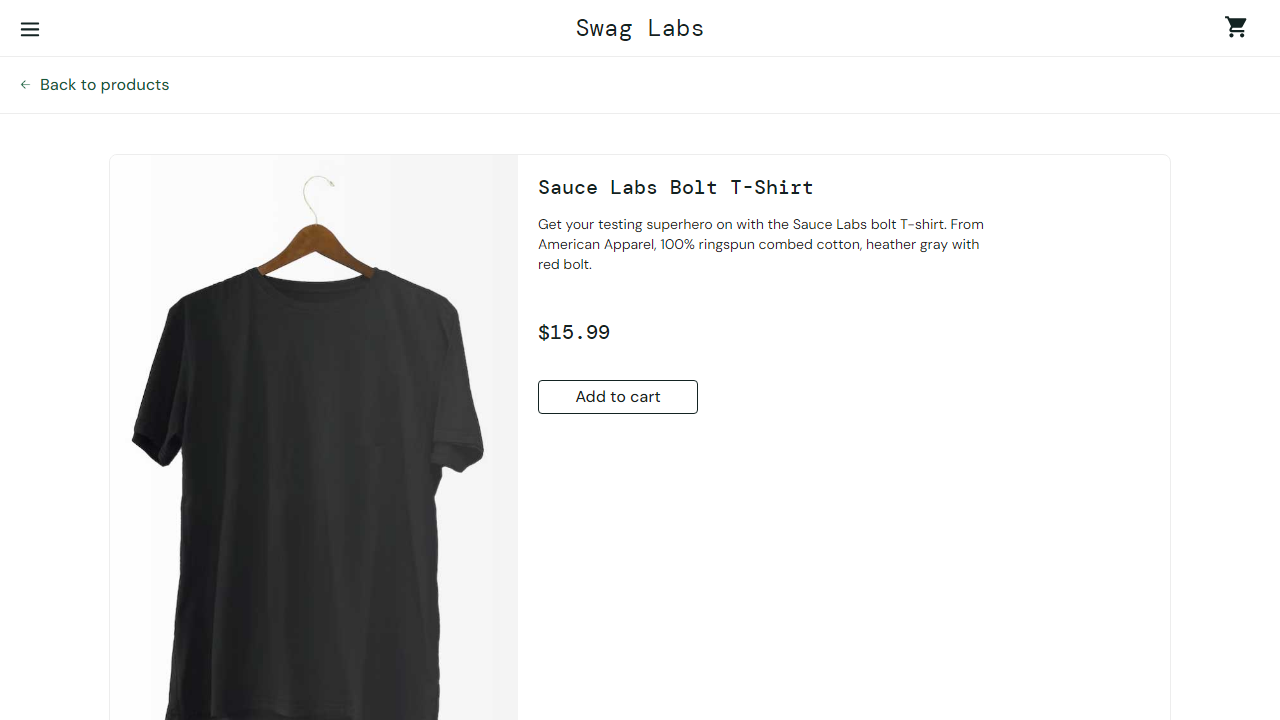 Swag Labs
Back to products
Sauce Labs Bolt T-Shirt
Get your testing superhero on with the Sauce Labs bolt T-shirt. From
American Apparel, 100% ringspun combed cotton, heather gray with
red bolt.
$15.99
Add to cart